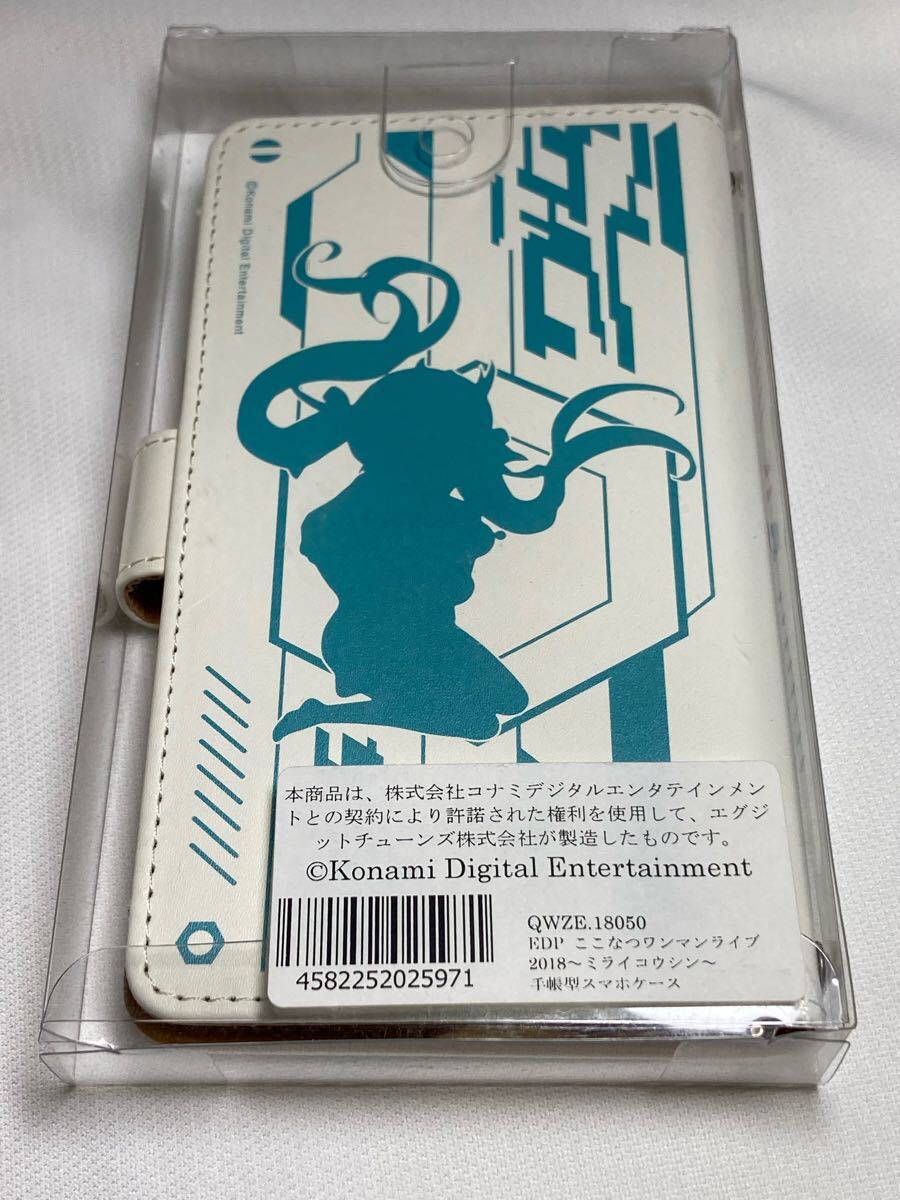 ©Konami Digital Entertainment
本商品は、株式会社コナミデジタルエンタテインメン
トとの契約により許諾された権利を使用して、エグジ
ットチューンズ株式会社が製造したものです。
©Konami Digital Entertainment
4582252025971
QWZE.18050
EDP ここなつワンマンライブ
2018～ミライコウシン～
手帳型スマホケース